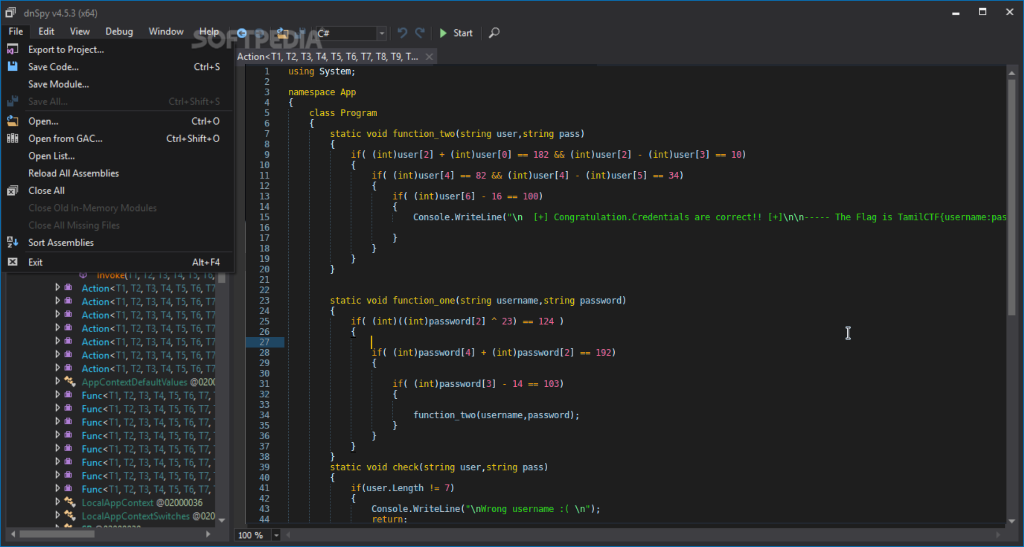 dnSpy v4.5.3 (x64)
File Edit View Debug Window Help C# Start
SOFTPEDIA
Export to Project...
Save Code... Ctrl+S
Save Module...
Save All... Ctrl+Shift+S
Open... Ctrl+O
Open from GAC... Ctrl+Shift+O
Open List...
Reload All Assemblies
Close All
Close Old In-Memory Modules
Close All Missing Files
Sort Assemblies
Exit Alt+F4
Invoke(T1, T2, T3, T4, T5, T6,
Action<T1, T2, T3, T4, T5, T6, T7
Action<T1, T2, T3, T4, T5, T6, T7
Action<T1, T2, T3, T4, T5, T6, T7
Action<T1, T2, T3, T4, T5, T6, T7
Action<T1, T2, T3, T4, T5, T6, T7
Action<T1, T2, T3, T4, T5, T6, T7
Action<T1, T2, T3, T4, T5, T6, T7
AppContextDefaultValues @0200
Func<T1, T2, T3, T4, T5, T6, T7,
Func<T1, T2, T3, T4, T5, T6, T7,
Func<T1, T2, T3, T4, T5, T6, T7,
Func<T1, T2, T3, T4, T5, T6, T7,
Func<T1, T2, T3, T4, T5, T6, T7,
Func<T1, T2, T3, T4, T5, T6, T7,
Func<T1, T2, T3, T4, T5, T6, T7,
Func<T1, T2, T3, T4, T5, T6, T7,
LocalAppContext @02000036
LocalAppContextSwitches @020
Action<T1, T2, T3, T4, T5, T6, T7, T8, T9, T...
1 using System;
2
3 namespace App
4 {
5 class Program
6 {
7 static void function_two(string user,string pass)
8 {
9 if( (int)user[2] + (int)user[0] == 182 && (int)user[2] - (int)user[3] == 10)
10 {
11 if( (int)user[4] == 82 && (int)user[4] - (int)user[5] == 34)
12 {
13 if( (int)user[6] - 16 == 100)
14 {
15 Console.WriteLine("\n [+] Congratulation.Credentials are correct!! [+]\n\n----- The Flag is TamilCTF{username:pas
16
17 }
18 }
19 }
20 }
21
22
23 static void function_one(string username,string password)
24 {
25 if( (int)((int)password[2] ^ 23) == 124 )
26 {
27
28 if( (int)password[4] + (int)password[2] == 192)
29 {
30
31 if( (int)password[3] - 14 == 103)
32 {
33
34 function_two(username,password);
35 }
36 }
37 }
38 }
39 static void check(string user,string pass)
40 {
41 if(user.Length != 7)
42 {
43 Console.WriteLine("\nWrong username :( \n");
44 return;
100 %